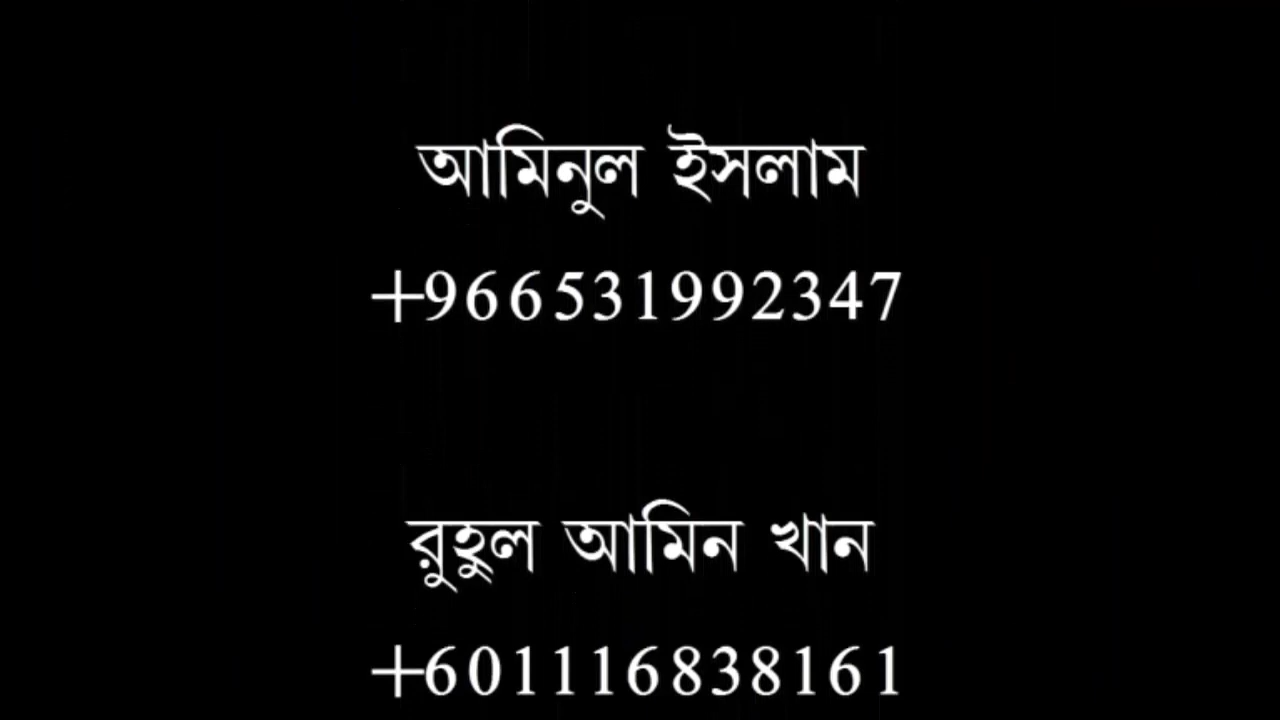 আমিনুল ইসলাম
+966531992347
রুহুল আমিন খান
+601116838161